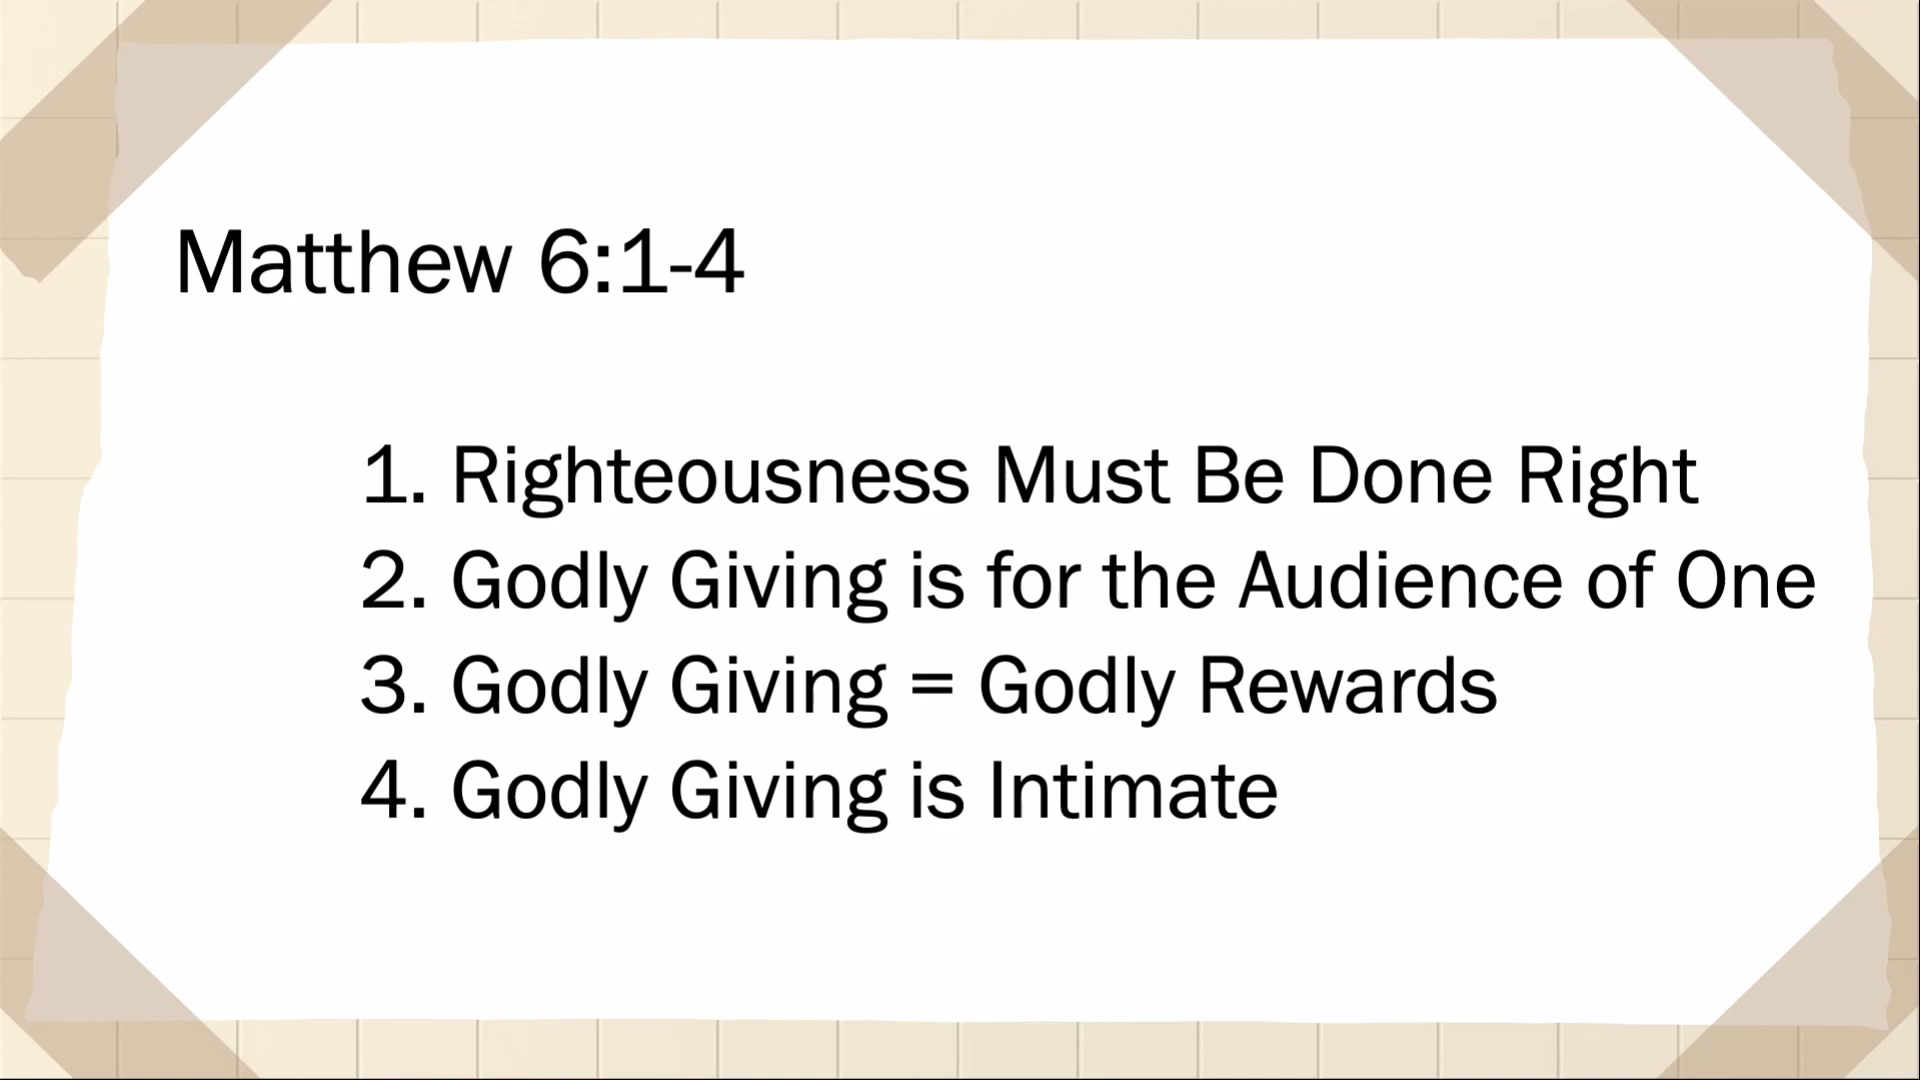 Matthew 6:1-4
1. Righteousness Must Be Done Right
2. Godly Giving is for the Audience of One
3. Godly Giving = Godly Rewards
4. Godly Giving is Intimate